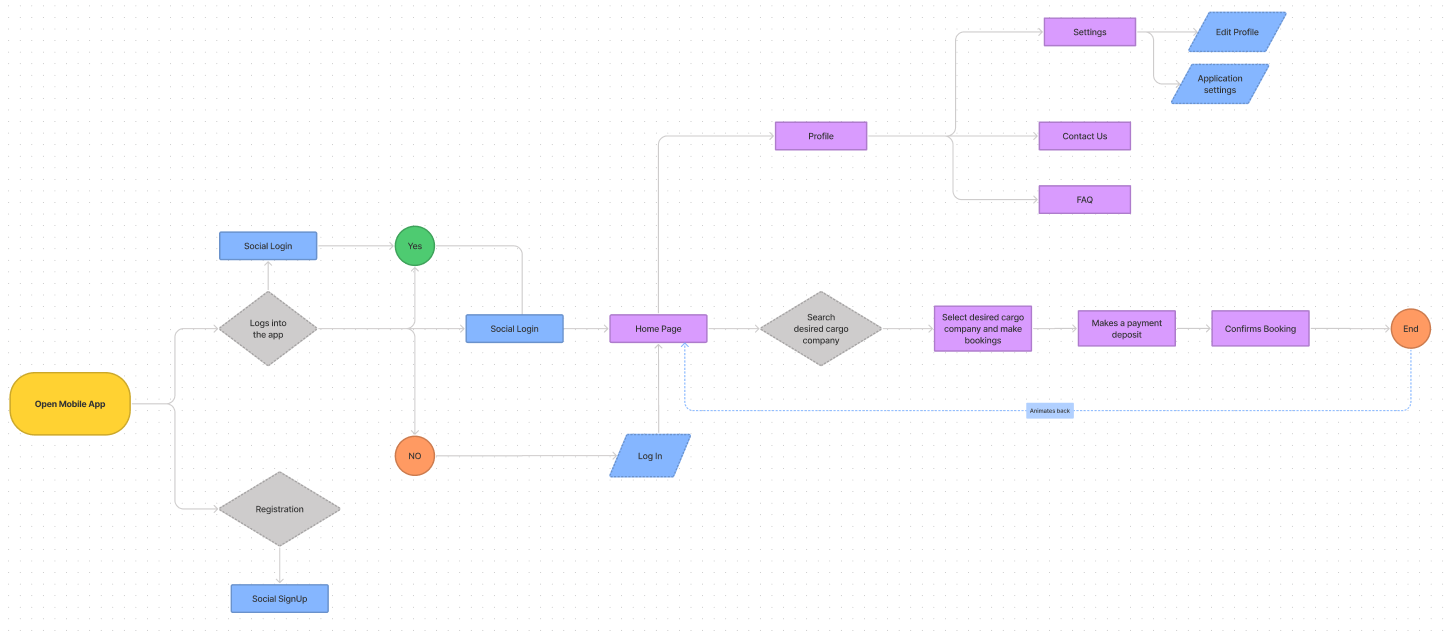 Settings
Edit Profile
Application
settings
Profile
Contact Us
FAQ
Social Login
Yes
Logs into
the app
Social Login
Home Page
Search
desired cargo
company
Select desired cargo
company and make
bookings
Makes a payment
deposit
Confirms Booking
End
Open Mobile App
Animates back
NO
Log In
Registration
Social SignUp